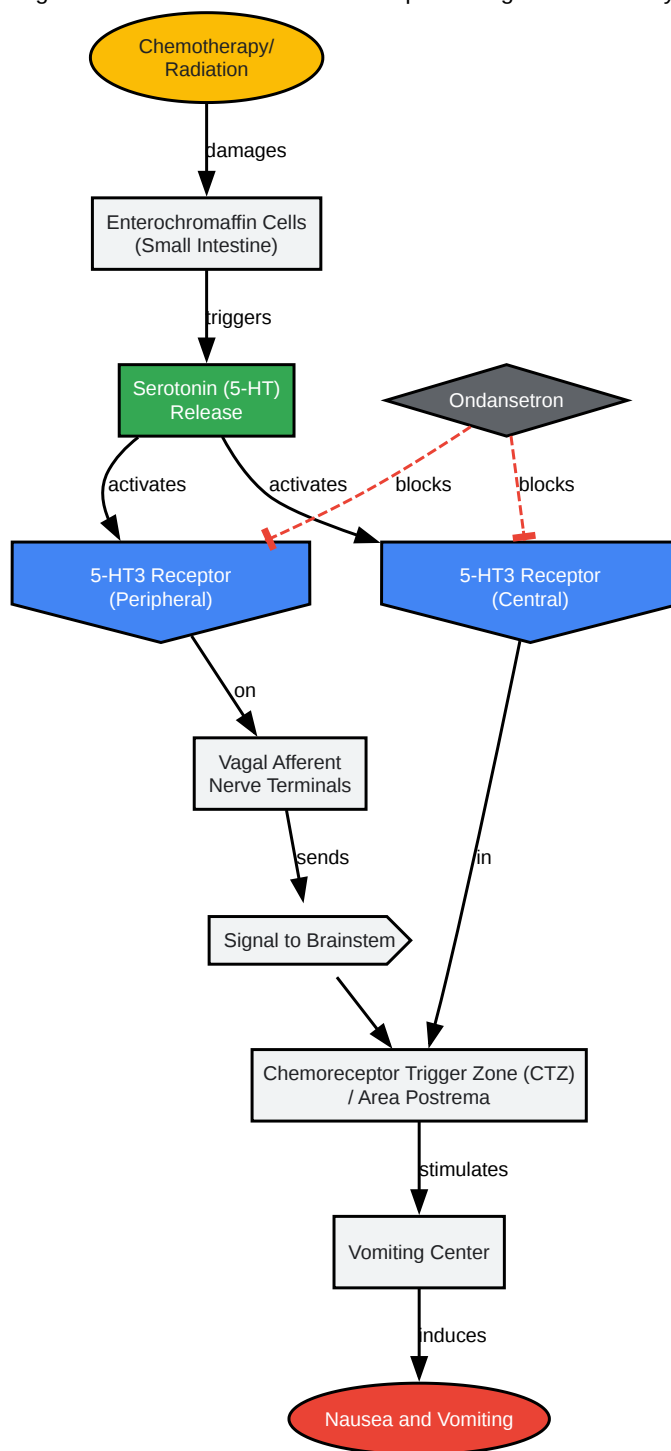 Chemotherapy/
Radiation
damages
Enterochromaffin Cells
(Small Intestine)
triggers
Serotonin (5-HT)
Release
Ondansetron
activates
activates
blocks
blocks
5-HT3 Receptor
(Peripheral)
5-HT3 Receptor
(Central)
on
Vagal Afferent
Nerve Terminals
sends
in
Signal to Brainstem
Chemoreceptor Trigger Zone (CTZ)
/ Area Postrema
stimulates
Vomiting Center
induces
Nausea and Vomiting